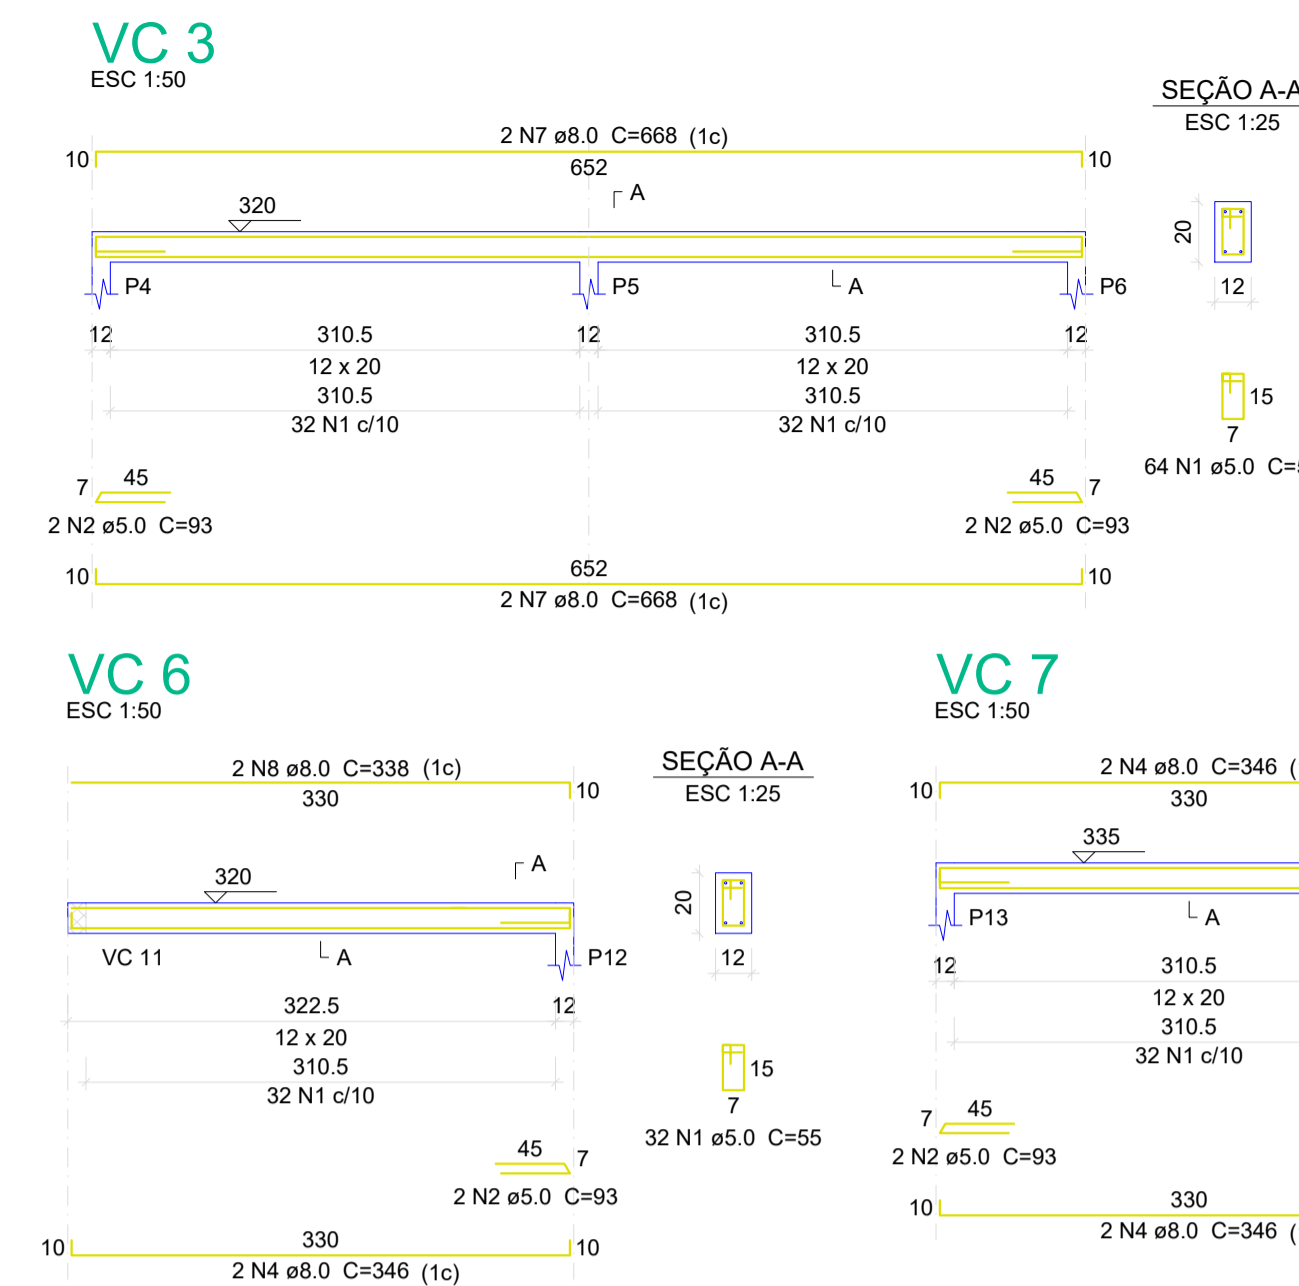 VC 3
ESC 1:50
SEÇÃO A-A
ESC 1:25
2 N7 ø8.0 C=668 (1c)
10 652 10
A
320
20
P4 P5 A P6
12
12 310.5 12 310.5 12
12 x 20 12 x 20
310.5 310.5
32 N1 c/10 32 N1 c/10
15
7
64 N1 ø5.0 C=5
7 45 45 7
2 N2 ø5.0 C=93 2 N2 ø5.0 C=93
10 652 10
2 N7 ø8.0 C=668 (1c)
VC 6
ESC 1:50
2 N8 ø8.0 C=338 (1c)
330 10
A
320
VC 11 A P12
322.5 12
12 x 20
310.5
32 N1 c/10
45 7
2 N2 ø5.0 C=93
10 330 10
2 N4 ø8.0 C=346 (1c)
SEÇÃO A-A
ESC 1:25
20
12
15
7
32 N1 ø5.0 C=55
VC 7
ESC 1:50
2 N4 ø8.0 C=346 (
10 330
335
P13 A
12 310.5
12 x 20
310.5
32 N1 c/10
7 45
2 N2 ø5.0 C=93
10 330
2 N4 ø8.0 C=346 (